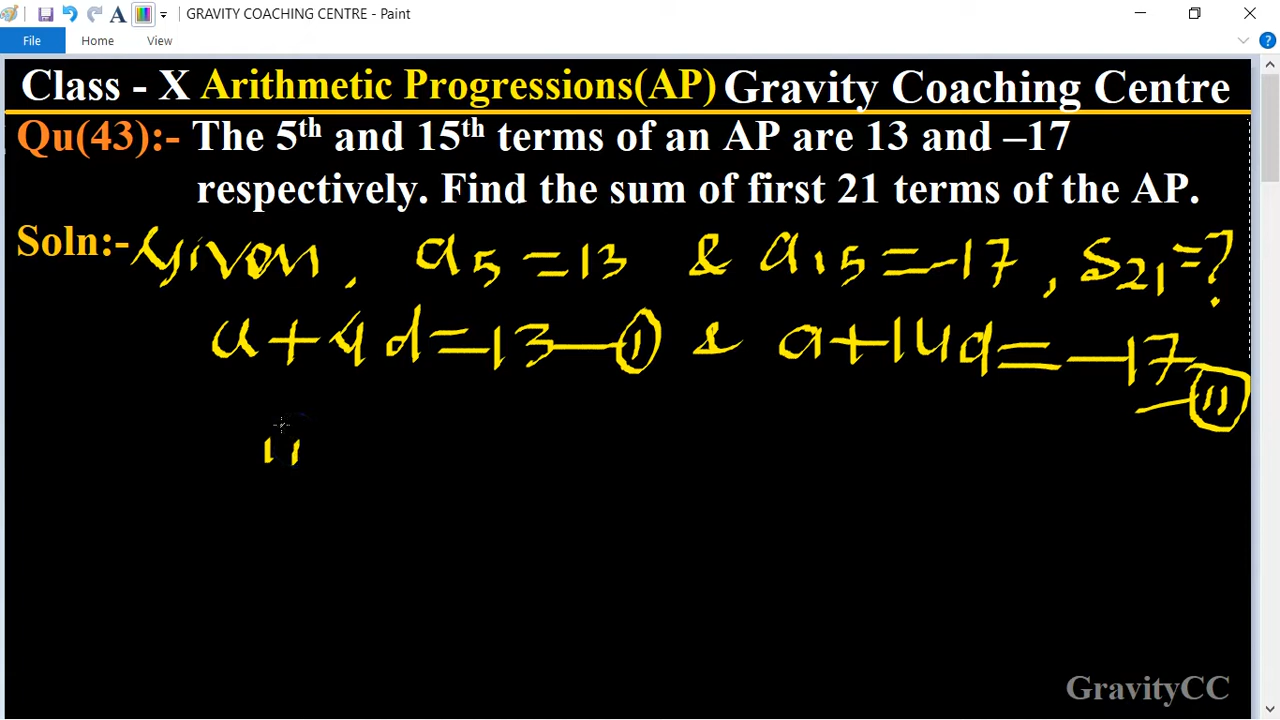 GRAVITY COACHING CENTRE - Paint
File Home View
Class - X Arithmetic Progressions(AP) Gravity Coaching Centre
Qu(43):- The 5th and 15th terms of an AP are 13 and –17
respectively. Find the sum of first 21 terms of the AP.
Soln:- Given, a5 = 13 & a15 = -17, S21 = ?
a + 4d = 13 — (i) & a + 14d = -17
— (ii)
11
GravityCC